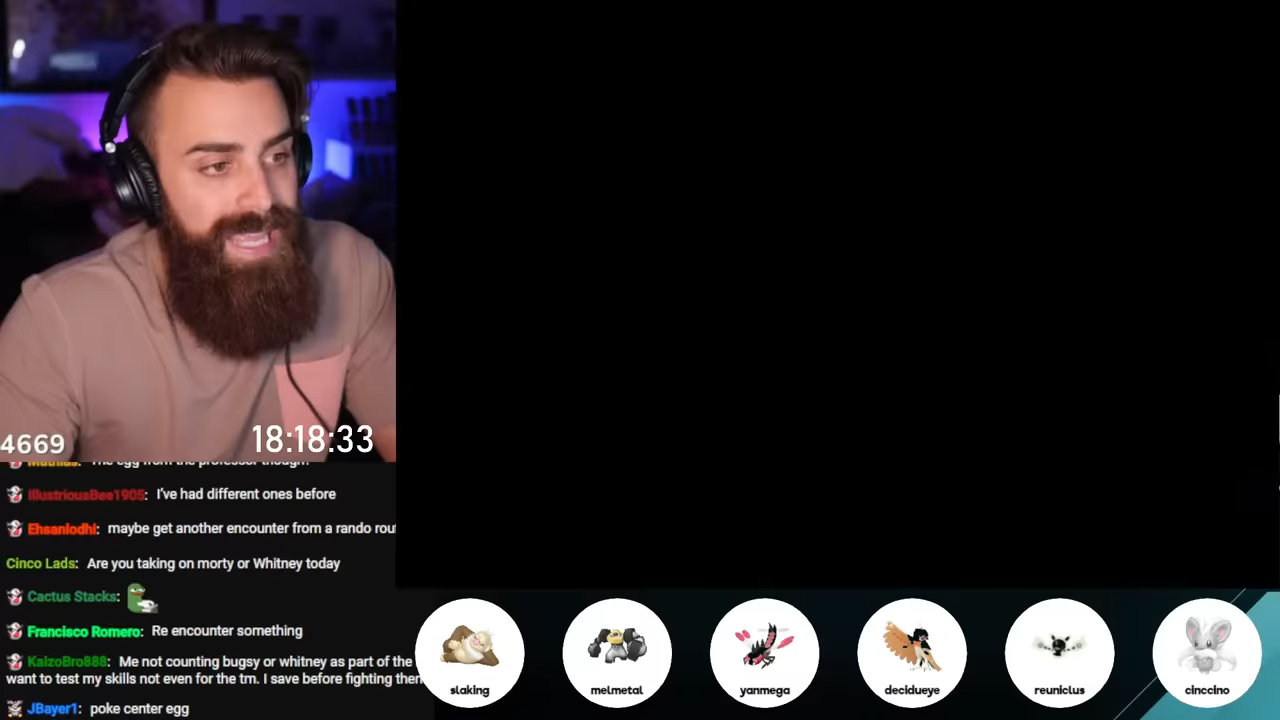 4669
18:18:33
Mathias: The egg from the professor though!
IllustriousBee1905: I've had different ones before
Ehsanlodhi: maybe get another encounter from a rando rou
Cinco Lads: Are you taking on morty or Whitney today
Cactus Stacks:
Francisco Romero: Re encounter something
KaizoBro888: Me not counting bugsy or whitney as part of the
want to test my skills not even for the tm. I save before fighting then
JBayer1: poke center egg
slaking
melmetal
yanmega
decidueye
reuniclus
cinccino